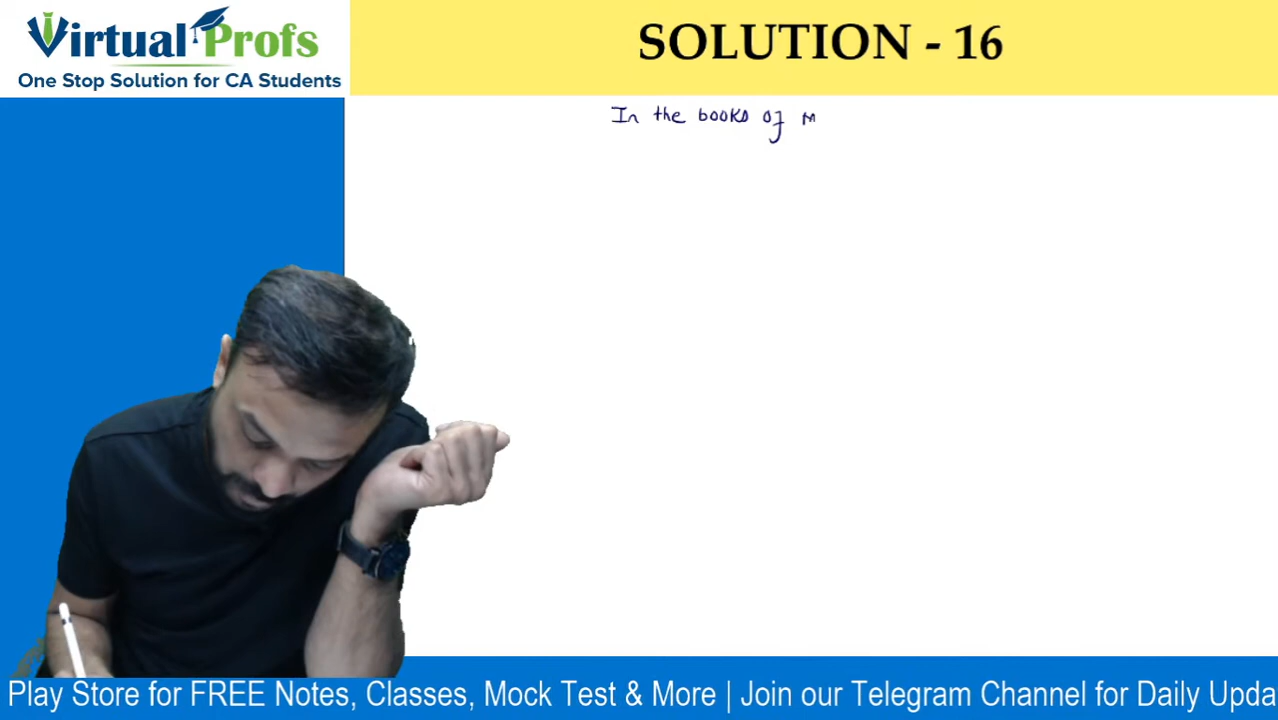 Virtual Profs
One Stop Solution for CA Students
SOLUTION - 16
In the books of M
Play Store for FREE Notes, Classes, Mock Test & More | Join our Telegram Channel for Daily Upda